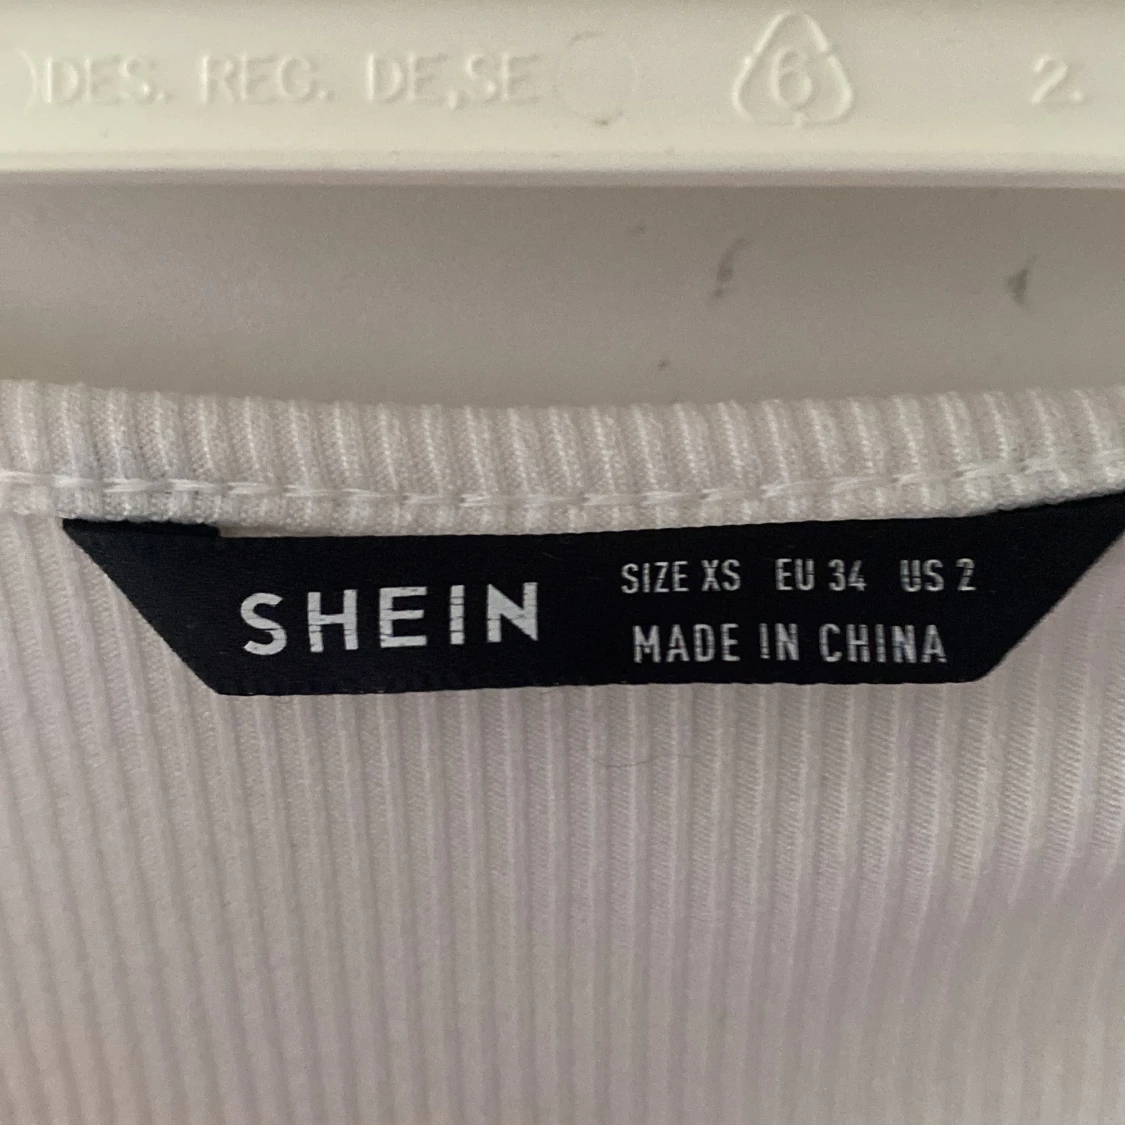 )DES. REG. DE,SE
6
2.
SHEIN
SIZE XS EU 34 US 2
MADE IN CHINA